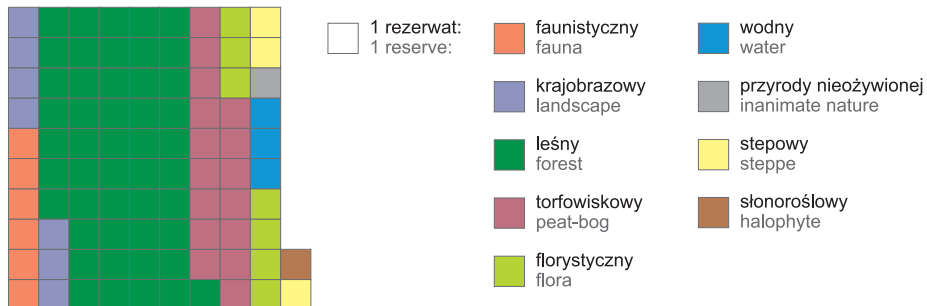 1 rezerwat:
1 reserve:
faunistyczny
fauna
krajobrazowy
landscape
leśny
forest
torfowiskowy
peat-bog
florystyczny
flora
wodny
water
przyrody nieożywionej
inanimate nature
stepowy
steppe
słonoroślowy
halophyte